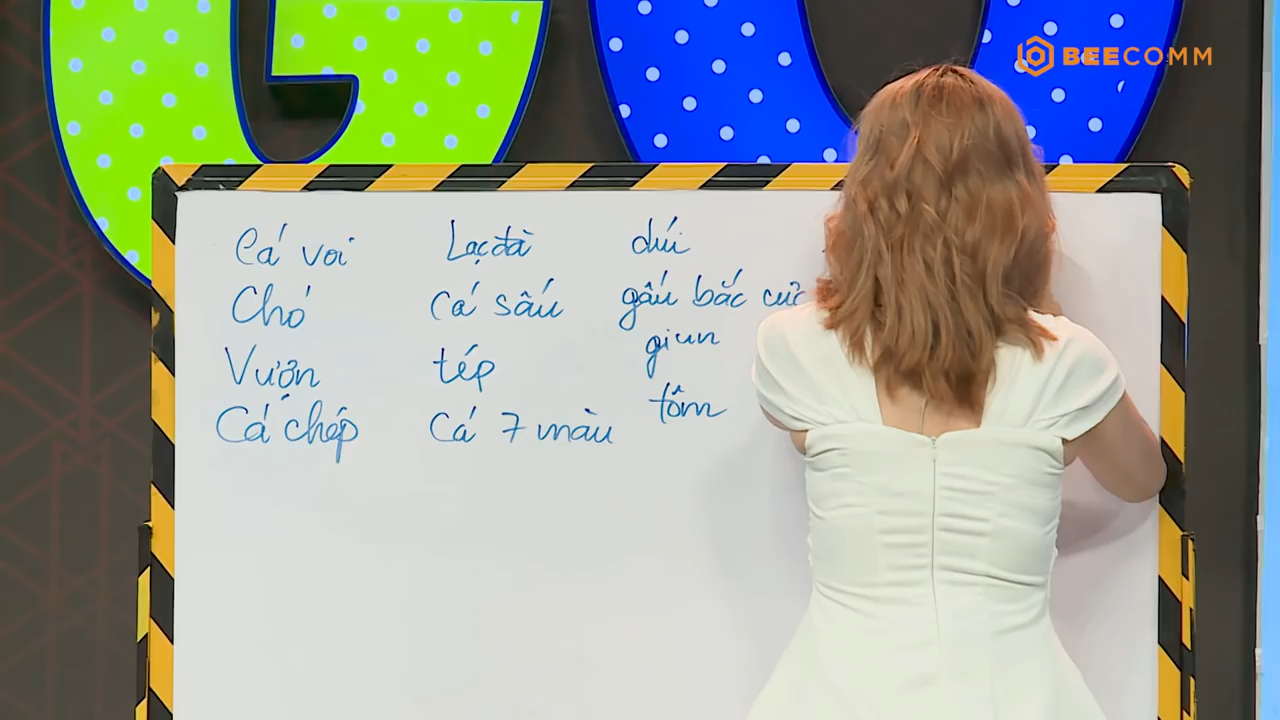 BEECOMM
Cá voi
Chó
Vượn
Cá chép
Lạc đà
Cá sấu
tép
Cá 7 màu
dúi
gấu bắc cực
giun
tôm